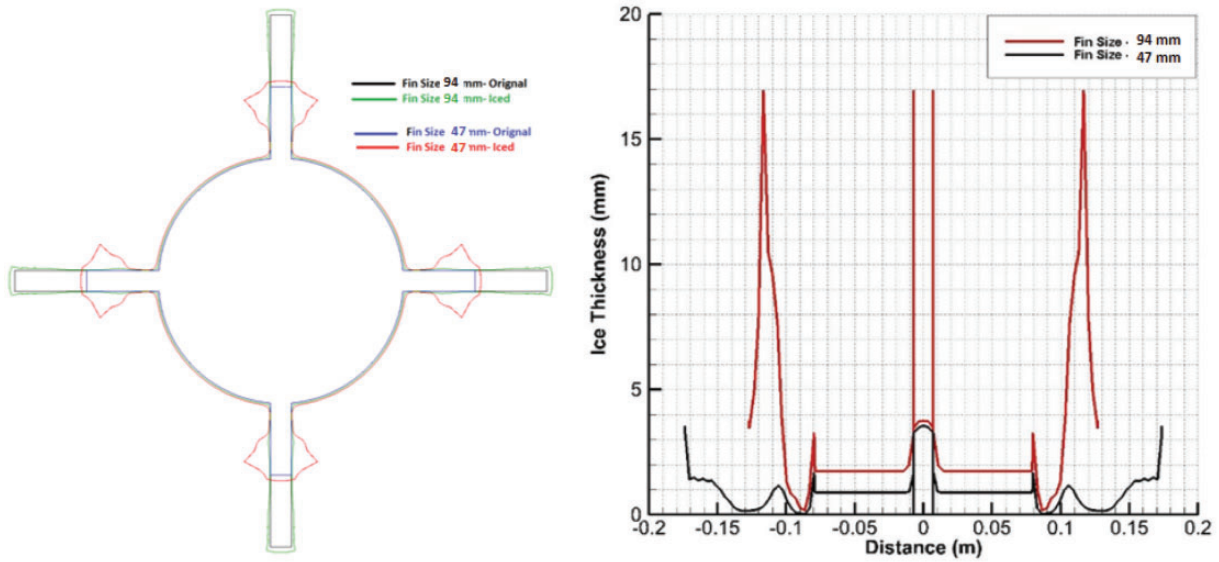 Fin Size 94 mm- Orignal
Fin Size 94 mm- Iced
Fin Size 47 mm- Orignal
Fin Size 47 mm- Iced
Fin Size - 94 mm
Fin Size - 47 mm
Ice Thickness (mm)
20
15
10
5
0
-0.2 -0.15 -0.1 -0.05 0 0.05 0.1 0.15 0.2
Distance (m)